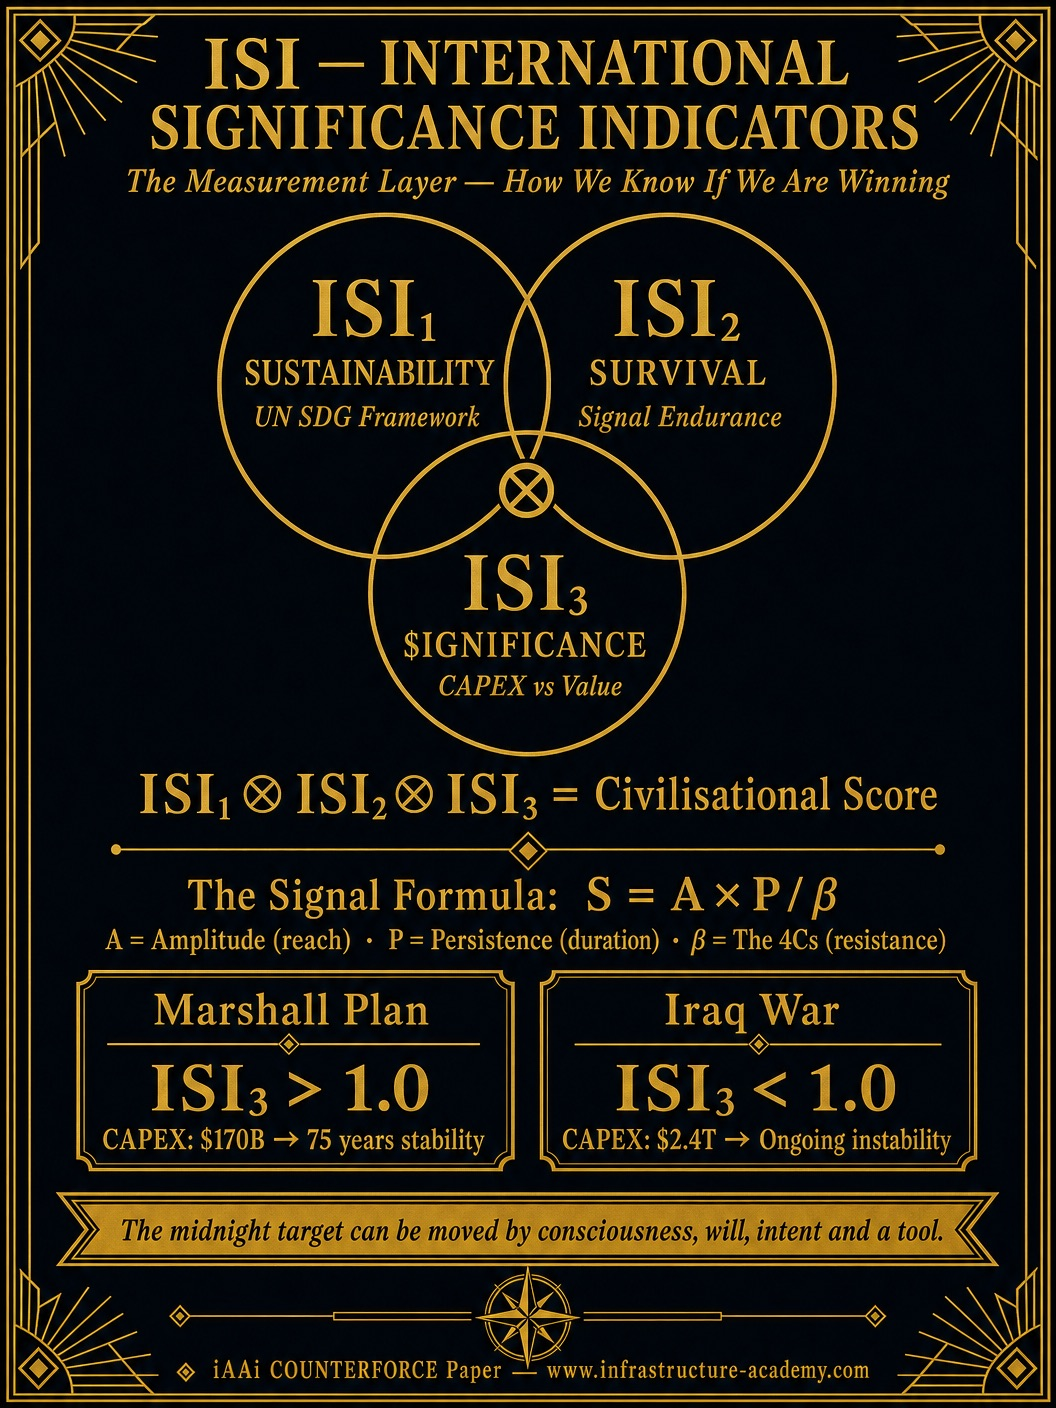 ISI — INTERNATIONAL
SIGNIFICANCE INDICATORS
The Measurement Layer — How We Know If We Are Winning
ISI₁
SUSTAINABILITY
UN SDG Framework
ISI₂
SURVIVAL
Signal Endurance
ISI₃
$IGNIFICANCE
CAPEX vs Value
ISI₁ ⊗ ISI₂ ⊗ ISI₃ = Civilisational Score
The Signal Formula: S = A × P / β
A = Amplitude (reach) · P = Persistence (duration) · β = The 4Cs (resistance)
Marshall Plan
ISI₃ > 1.0
CAPEX: $170B → 75 years stability
Iraq War
ISI₃ < 1.0
CAPEX: $2.4T → Ongoing instability
The midnight target can be moved by consciousness, will, intent and a tool.
iAAi COUNTERFORCE Paper — www.infrastructure-academy.com